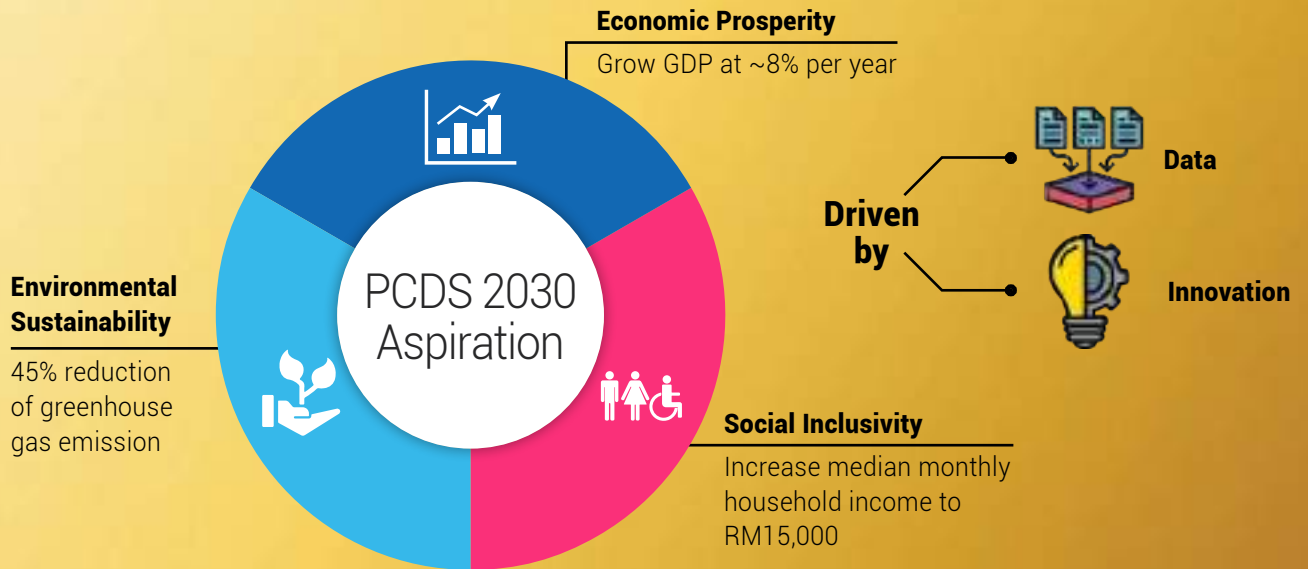 Economic Prosperity
Grow GDP at ~8% per year
Data
Driven
by
Innovation
PCDS 2030
Aspiration
Environmental
Sustainability
45% reduction
of greenhouse
gas emission
Social Inclusivity
Increase median monthly
household income to
RM15,000